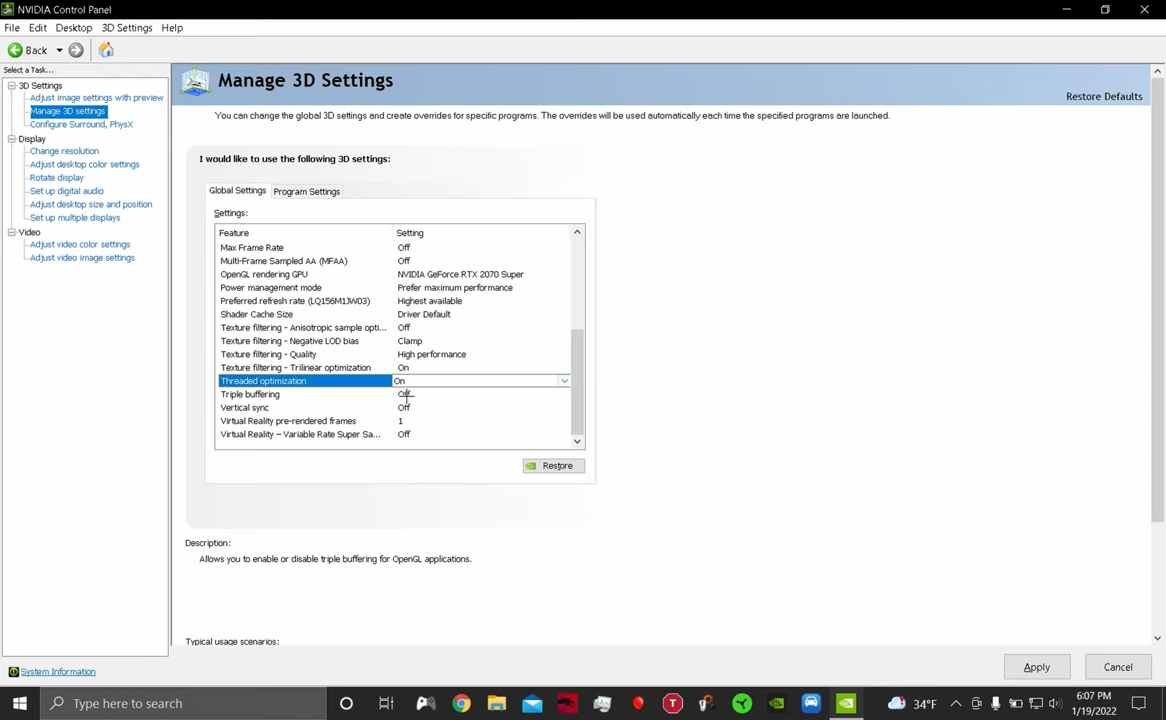 NVIDIA Control Panel
File Edit Desktop 3D Settings Help
Back
Select a Task...
3D Settings
Adjust image settings with preview
Manage 3D settings
Configure Surround, PhysX
Display
Change resolution
Adjust desktop color settings
Rotate display
Set up digital audio
Adjust desktop size and position
Set up multiple displays
Video
Adjust video color settings
Adjust video image settings
System Information
Manage 3D Settings
Restore Defaults
You can change the global 3D settings and create overrides for specific programs. The overrides will be used automatically each time the specified programs are launched.
I would like to use the following 3D settings:
Global Settings Program Settings
Settings:
Feature Setting
Max Frame Rate Off
Multi-Frame Sampled AA (MFAA) Off
OpenGL rendering GPU NVIDIA GeForce RTX 2070 Super
Power management mode Prefer maximum performance
Preferred refresh rate (LQ156M1JW03) Highest available
Shader Cache Size Driver Default
Texture filtering - Anisotropic sample opti... Off
Texture filtering - Negative LOD bias Clamp
Texture filtering - Quality High performance
Texture filtering - Trilinear optimization On
Threaded optimization On
Triple buffering Off
Vertical sync Off
Virtual Reality pre-rendered frames 1
Virtual Reality – Variable Rate Super Sa... Off
Restore
Description:
Allows you to enable or disable triple buffering for OpenGL applications.
Typical usage scenarios:
Apply Cancel
Type here to search
34°F
6:07 PM
1/19/2022